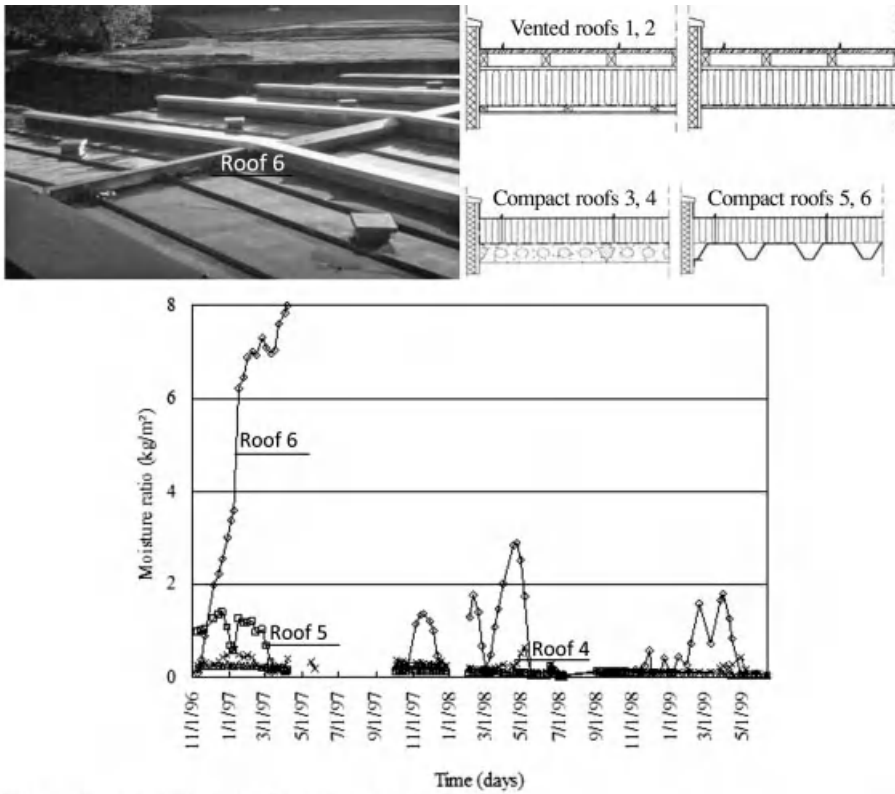 Roof 6
Vented roofs 1, 2
Compact roofs 3, 4
Compact roofs 5, 6
8
6
4
2
0
Moisture ratio (kg/m²)
Roof 6
Roof 5
Roof 4
11/1/96
1/1/97
3/1/97
5/1/97
7/1/97
9/1/97
11/1/97
1/1/98
3/1/98
5/1/98
7/1/98
9/1/98
11/1/98
1/1/99
3/1/99
5/1/99
Time (days)